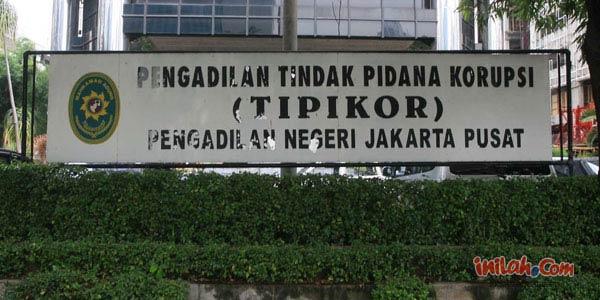 PENGADILAN TINDAK PIDANA KORUPSI
(TIPIKOR)
PENGADILAN NEGERI JAKARTA PUSAT
inilah.Com